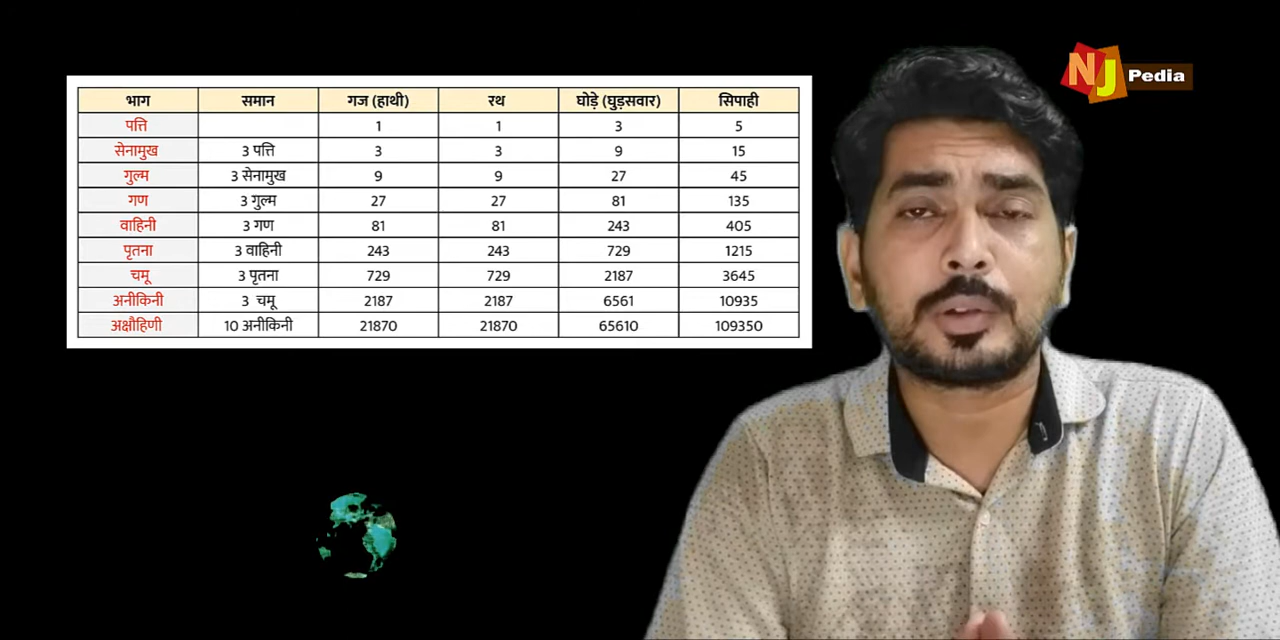 NJ Pedia
भाग समान गज (हाथी) रथ घोड़े (घुड़सवार) सिपाही
पत्ति 1 1 3 5
सेनामुख 3 पत्ति 3 3 9 15
गुल्म 3 सेनामुख 9 9 27 45
गण 3 गुल्म 27 27 81 135
वाहिनी 3 गण 81 81 243 405
पृतना 3 वाहिनी 243 243 729 1215
चमू 3 पृतना 729 729 2187 3645
अनीकिनी 3 चमू 2187 2187 6561 10935
अक्षौहिणी 10 अनीकिनी 21870 21870 65610 109350